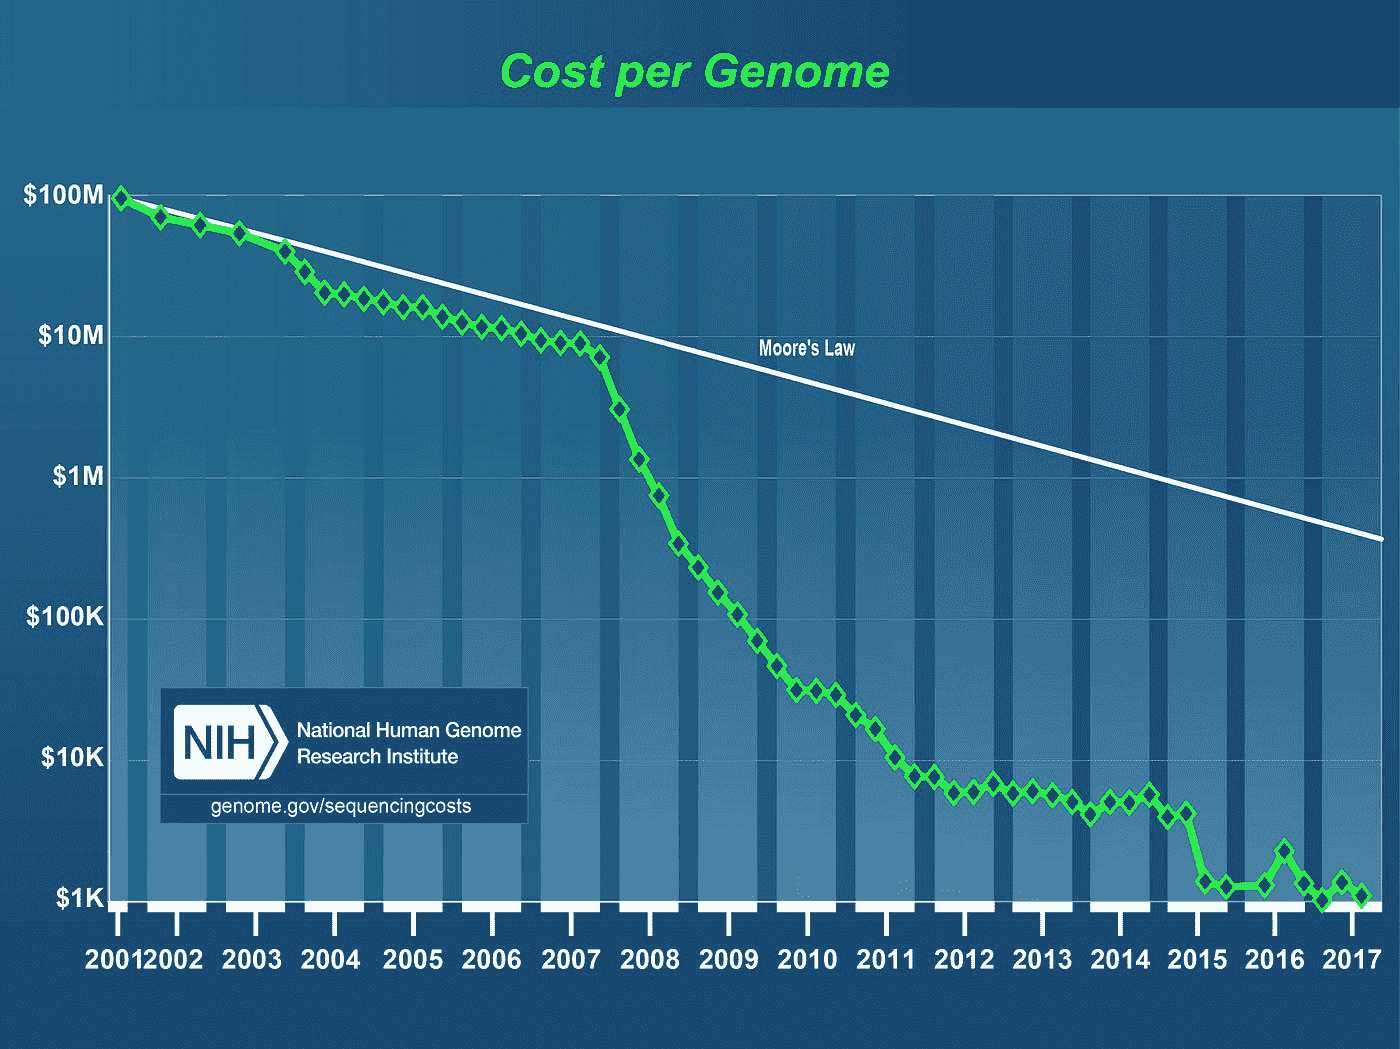 Cost per Genome
$100M
$10M
$1M
$100K
$10K
$1K
Moore's Law
NIH
National Human Genome
Research Institute
genome.gov/sequencingcosts
2001 2002 2003 2004 2005 2006 2007 2008 2009 2010 2011 2012 2013 2014 2015 2016 2017